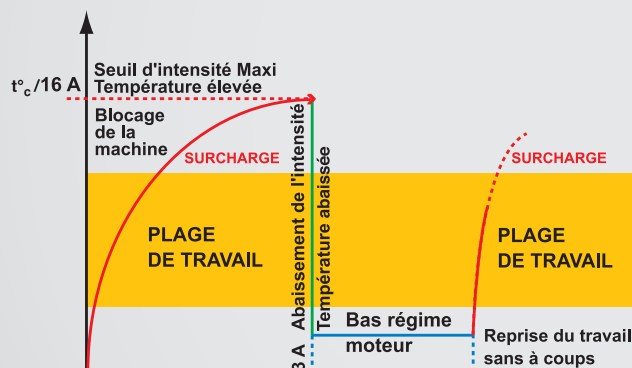 Seuil d'intensité Maxi
t°c/16 A
Température élevée
Blocage
de la
machine
SURCHARGE
SURCHARGE
PLAGE
DE TRAVAIL
PLAGE
DE TRAVAIL
Abaissement de l'intensité
Température abaissée
Bas régime
moteur
Reprise du travail
sans à coups